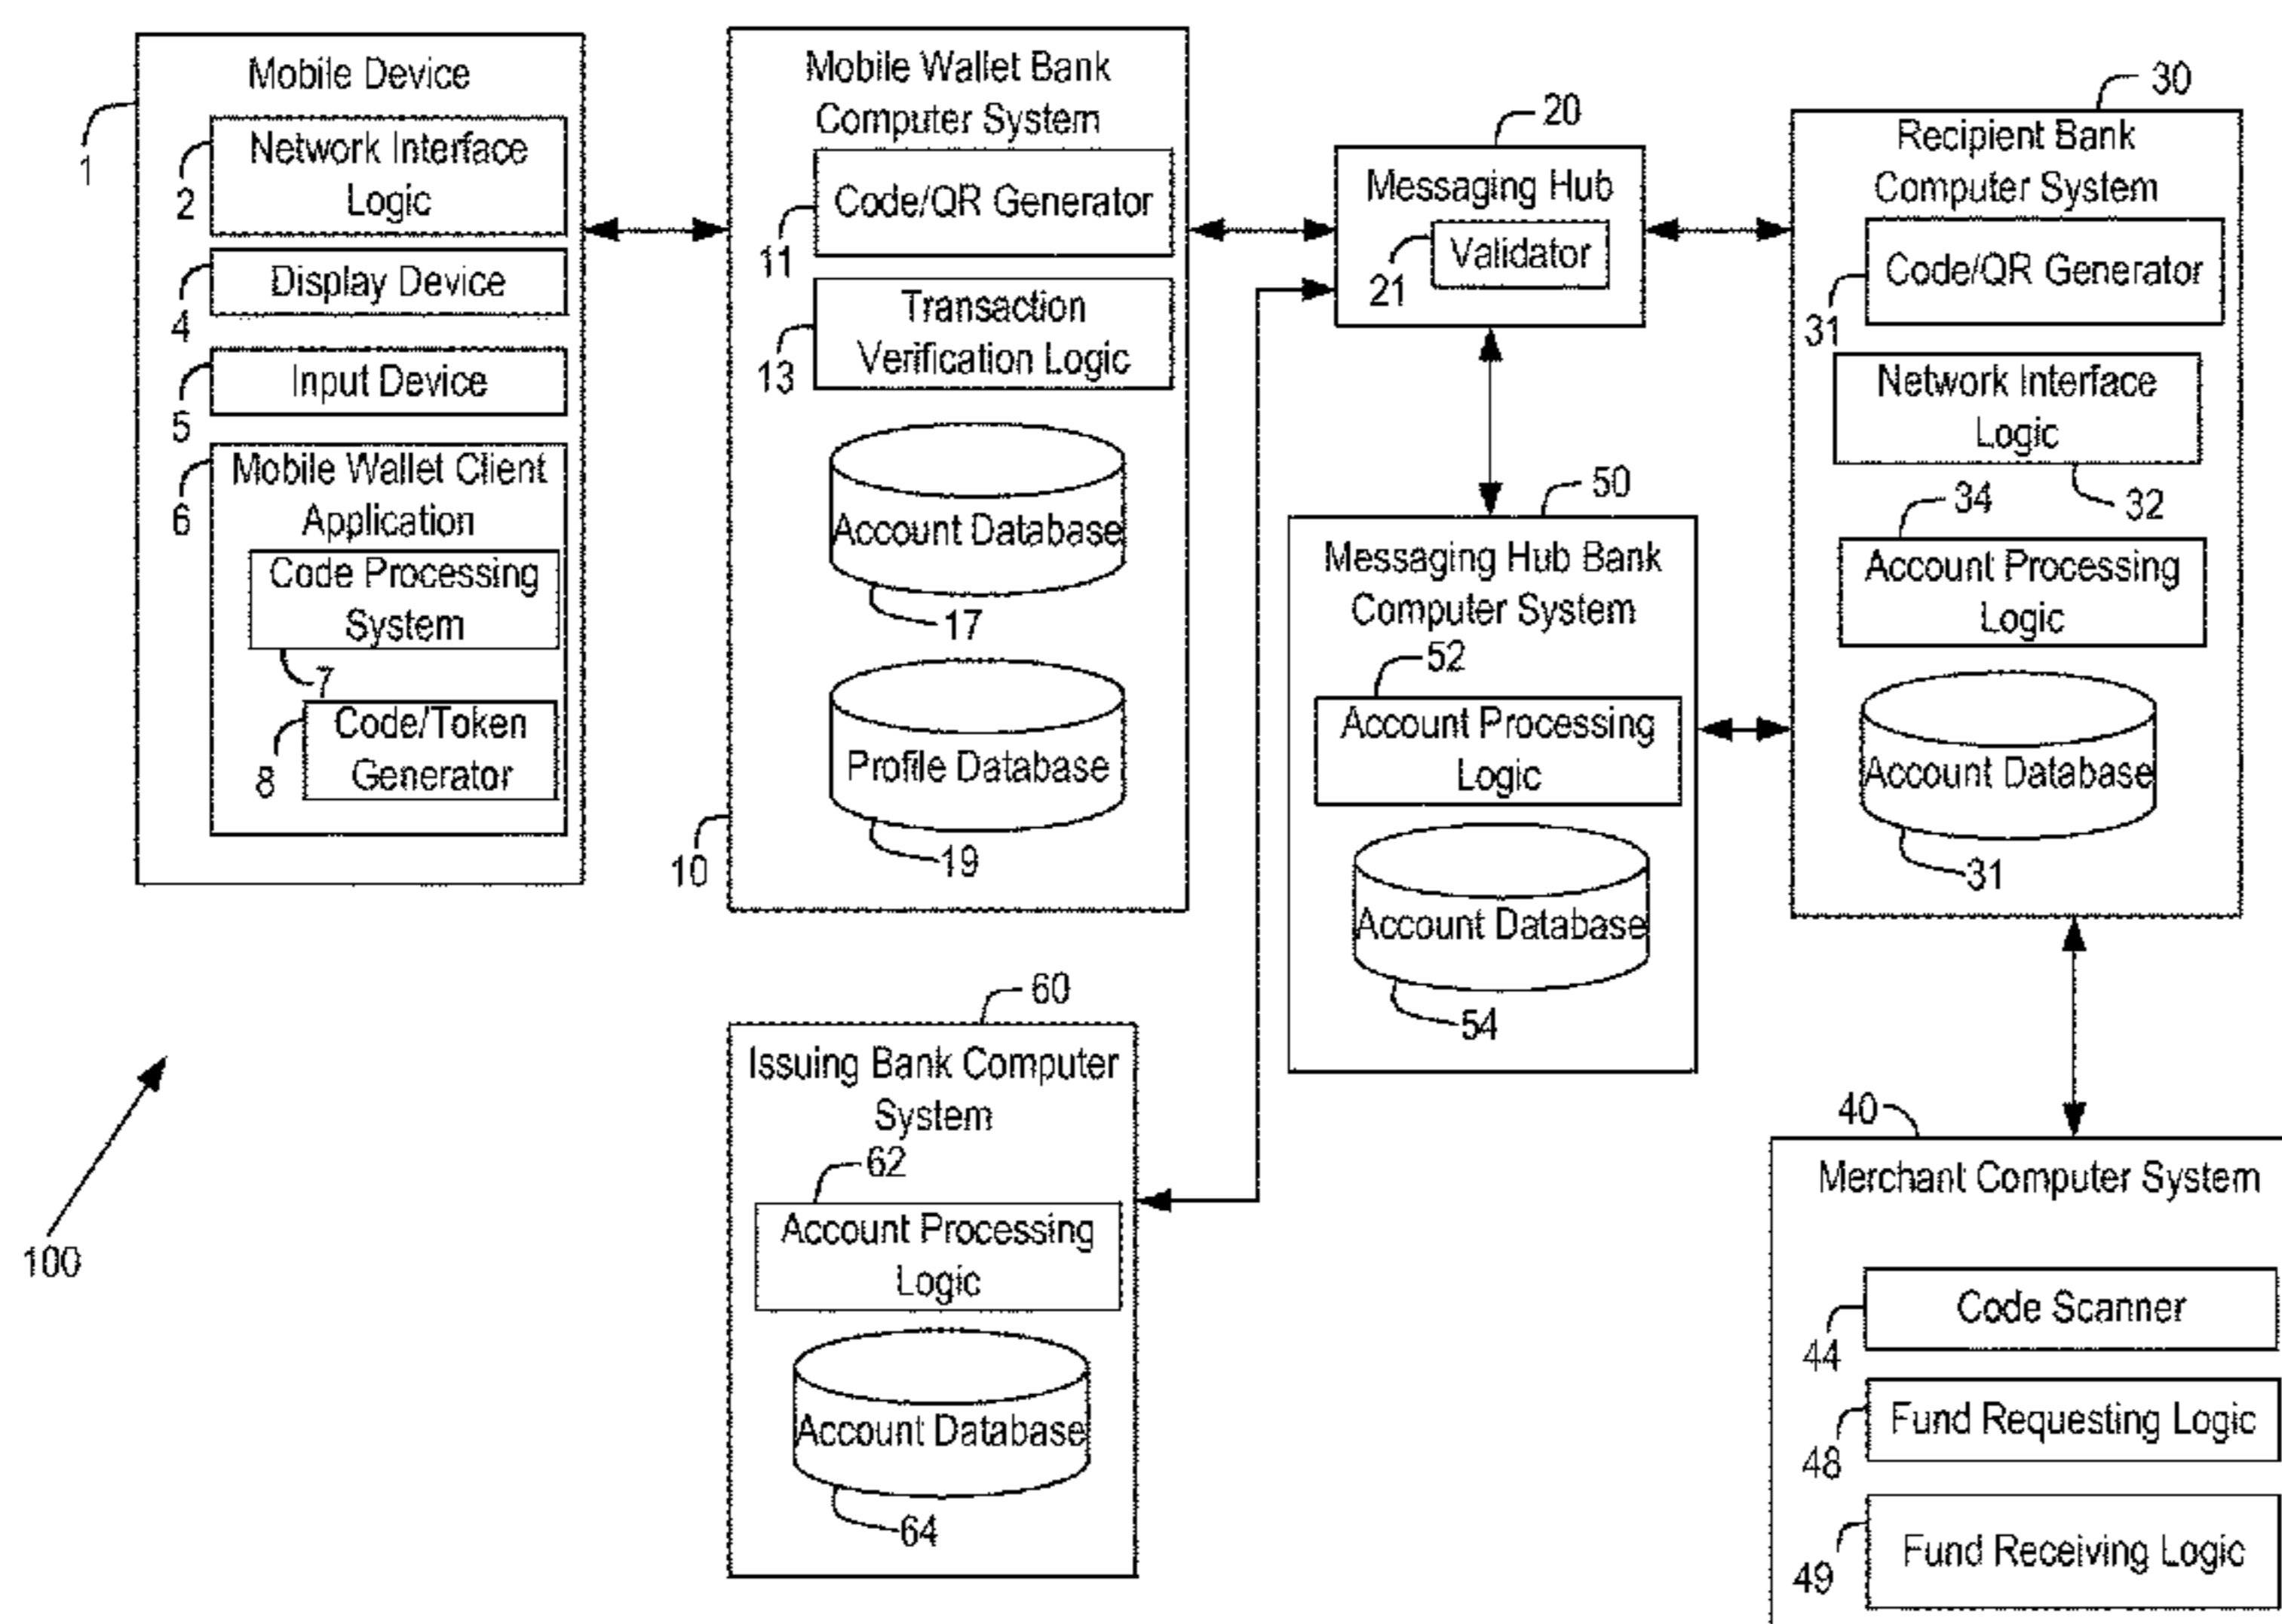 Mobile Device
1
Network Interface
Logic
2
Display Device
4
Input Device
5
Mobile Wallet Client
Application
6
Code Processing
System
7
Code/Token
Generator
8
Mobile Wallet Bank
Computer System
Code/QR Generator
11
Transaction
Verification Logic
13
Account Database
17
Profile Database
19
10
20
Messaging Hub
Validator
21
30
Recipient Bank
Computer System
Code/QR Generator
31
Network Interface
Logic
32
34
Account Processing
Logic
Account Database
31
50
Messaging Hub Bank
Computer System
52
Account Processing
Logic
Account Database
54
60
Issuing Bank Computer
System
62
Account Processing
Logic
Account Database
64
40
Merchant Computer System
Code Scanner
44
Fund Requesting Logic
48
Fund Receiving Logic
49
100